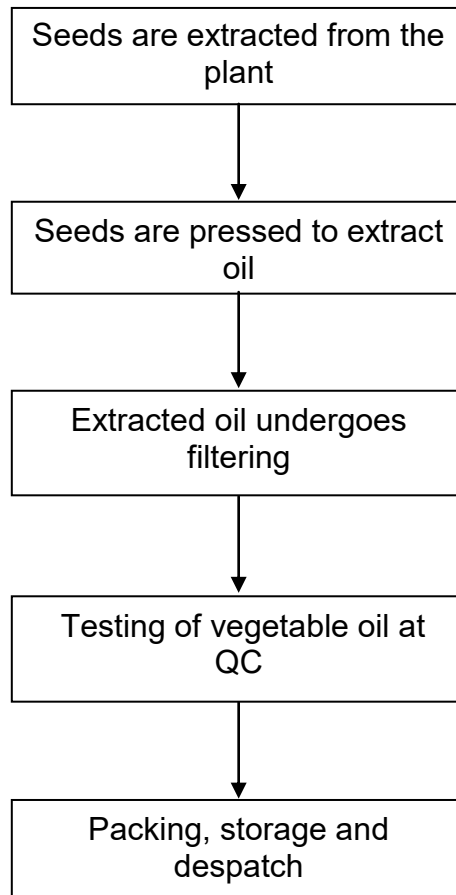 Seeds are extracted from the
plant
Seeds are pressed to extract
oil
Extracted oil undergoes
filtering
Testing of vegetable oil at
QC
Packing, storage and
despatch